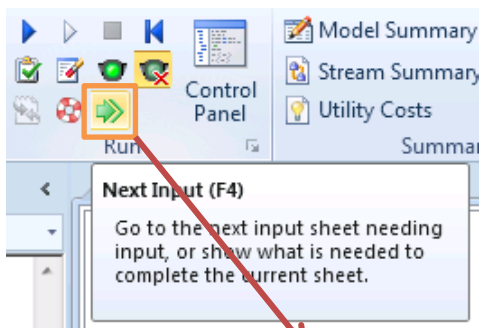 Model Summary
Stream Summary
Control
Panel
Utility Costs
Run
Summar
Next Input (F4)
Go to the next input sheet needing
input, or show what is needed to
complete the current sheet.